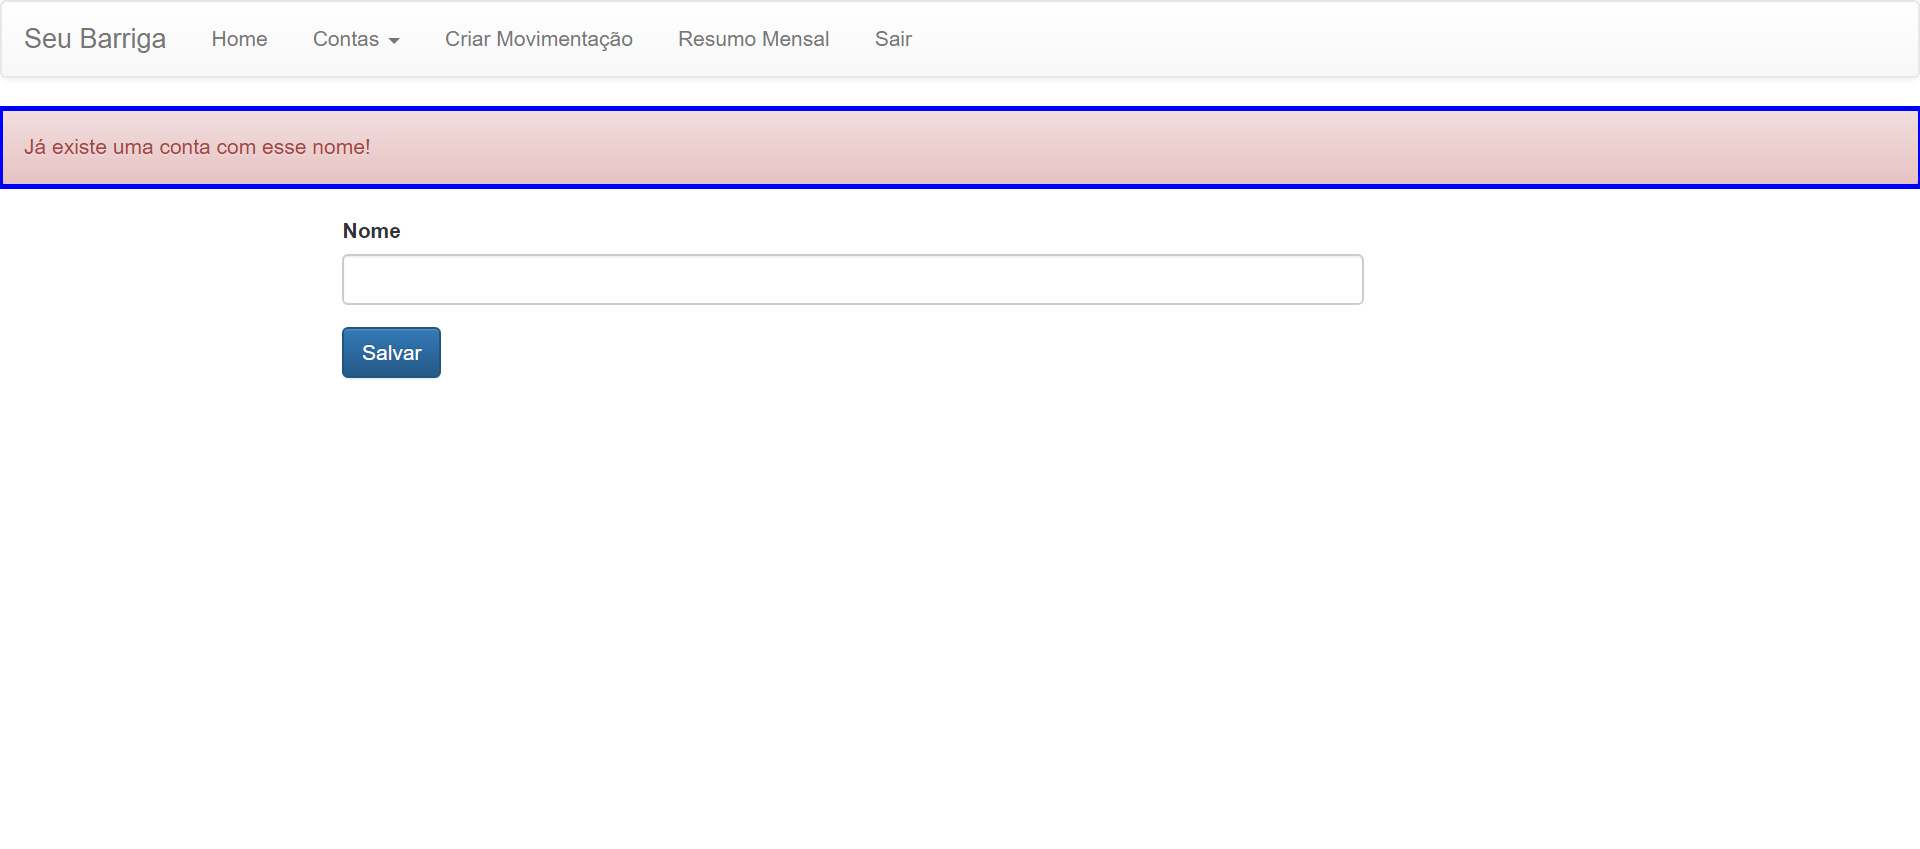 Seu Barriga Home Contas Criar Movimentação Resumo Mensal Sair
Já existe uma conta com esse nome!
Nome
Salvar